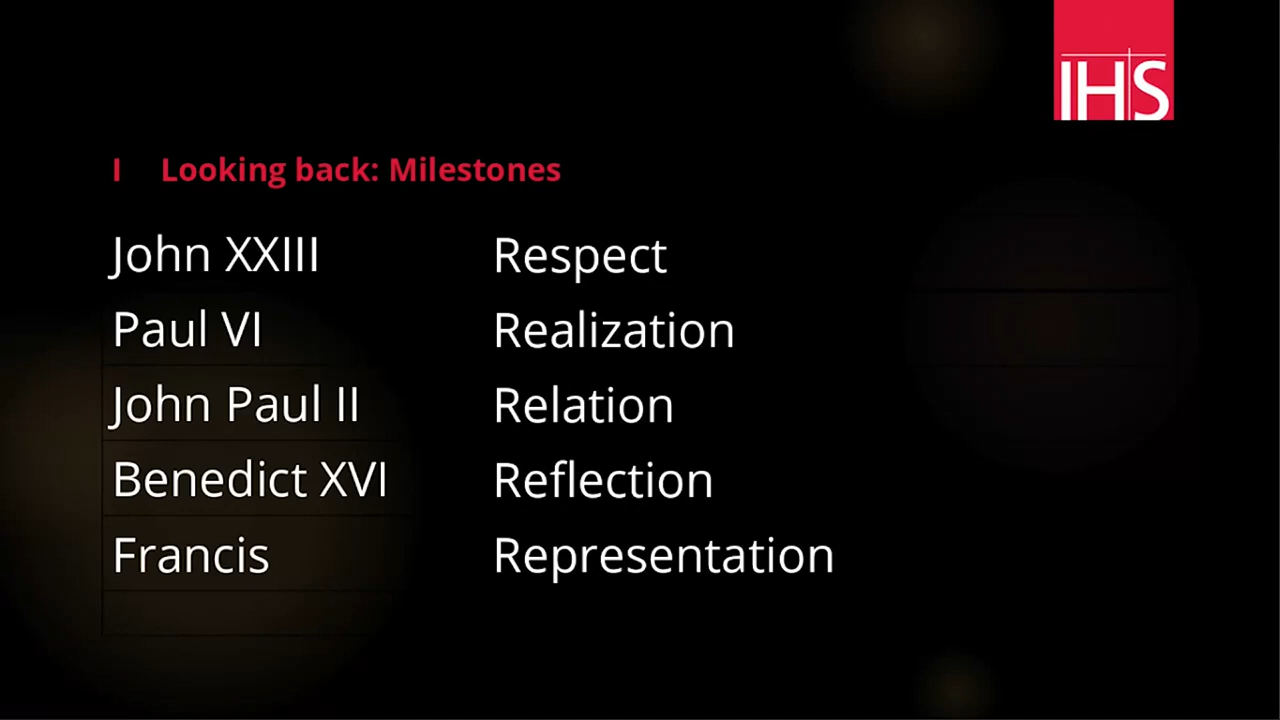 IHS
I Looking back: Milestones
John XXIII Respect
Paul VI Realization
John Paul II Relation
Benedict XVI Reflection
Francis Representation